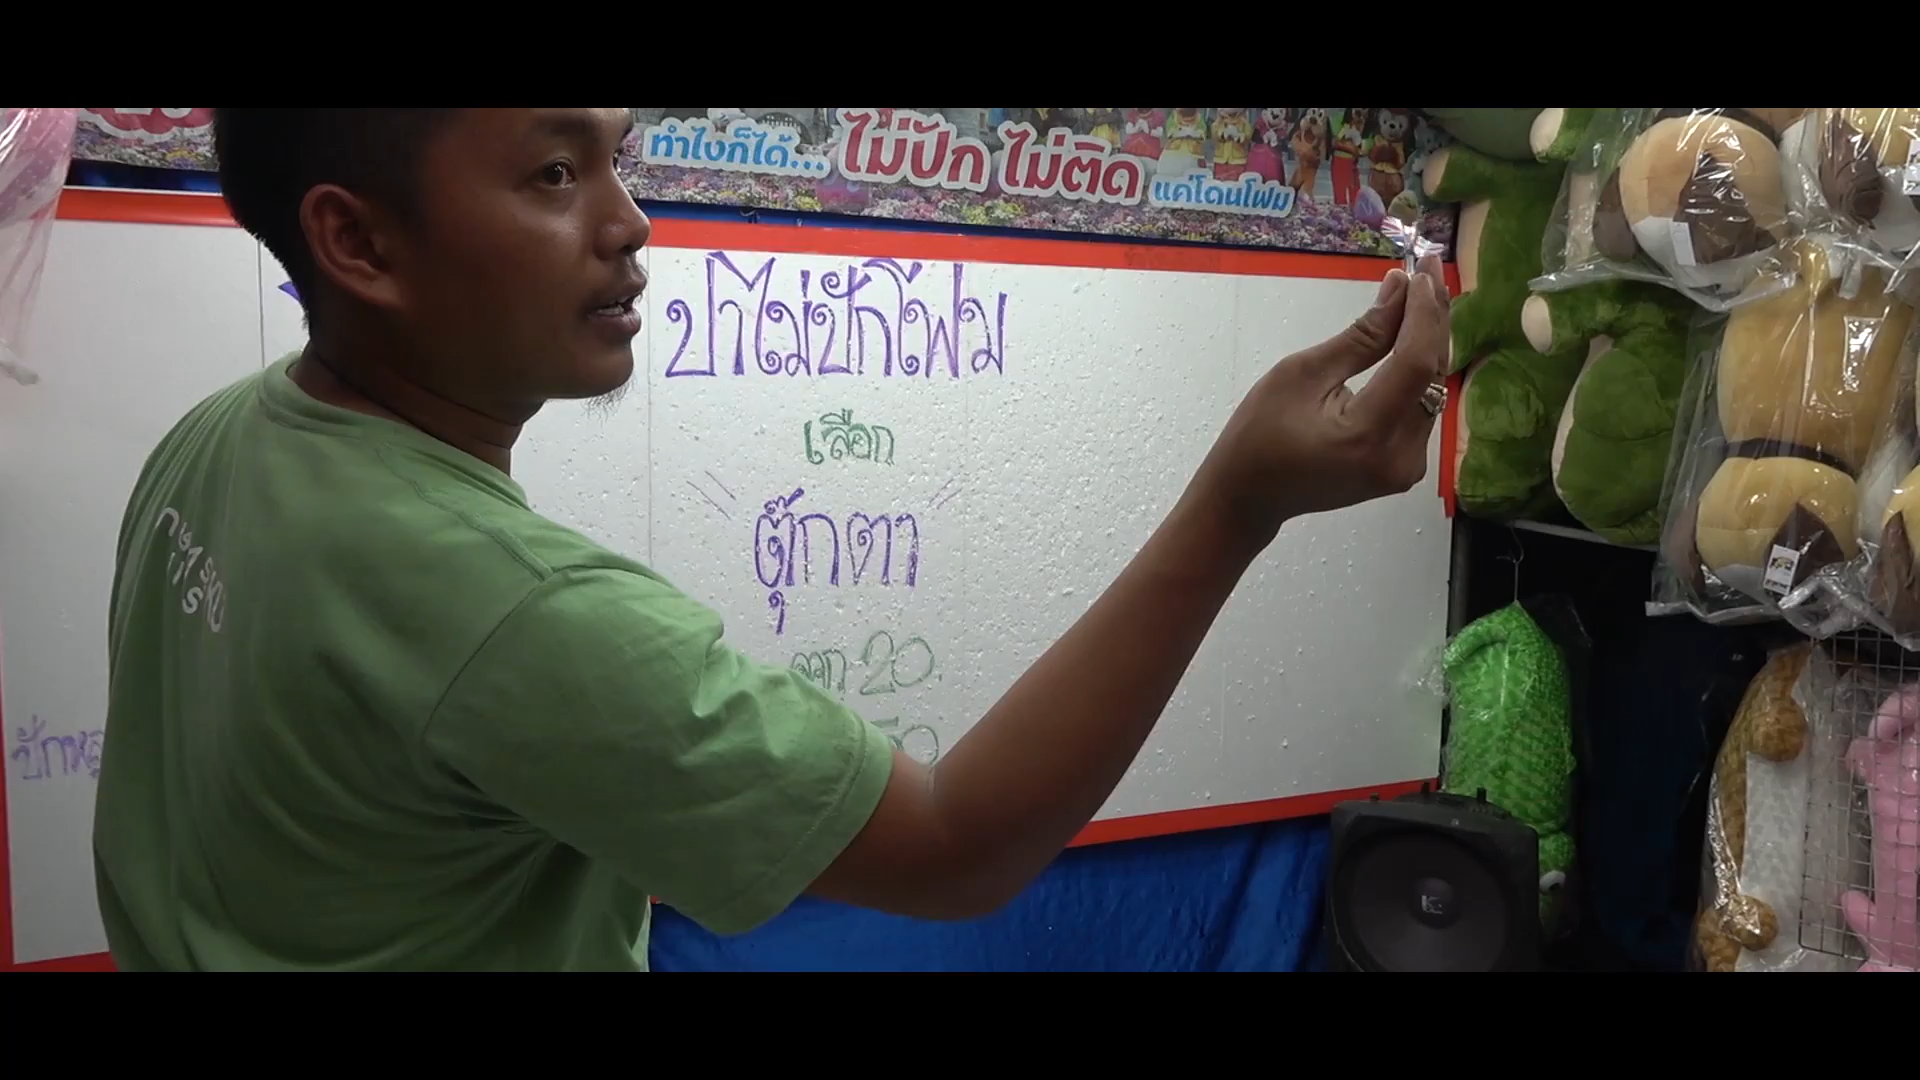 ทำไงก็ได้... ไม่ปัก ไม่ติด แค่โดนโฟม
ปาไม่ปักโฟม
เลือก
ตุ๊กตา
20